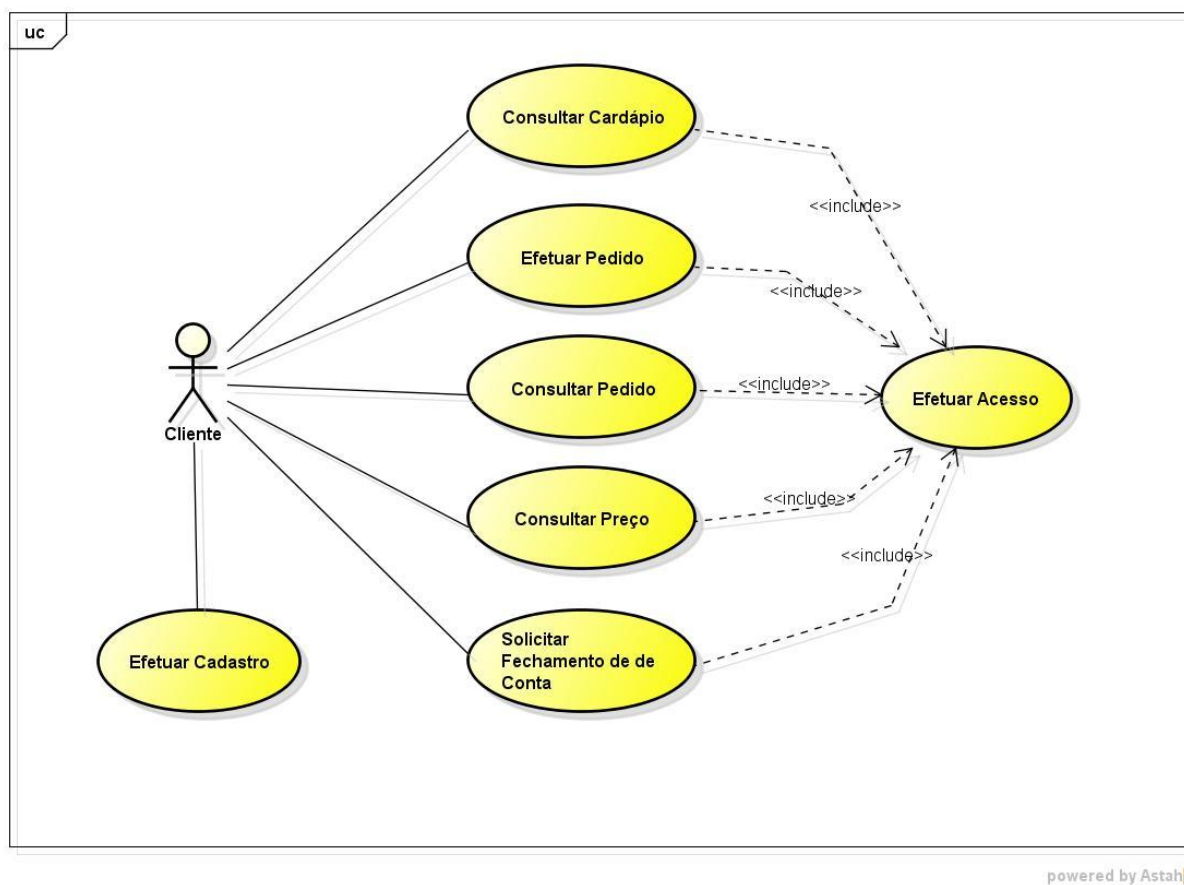 uc
Consultar Cardápio
<<include>>
Efetuar Pedido
<<include>>
Consultar Pedido
<<include>>
Efetuar Acesso
Cliente
Consultar Preço
<<include>>
<<include>>
Efetuar Cadastro
Solicitar
Fechamento de de
Conta
powered by Astah